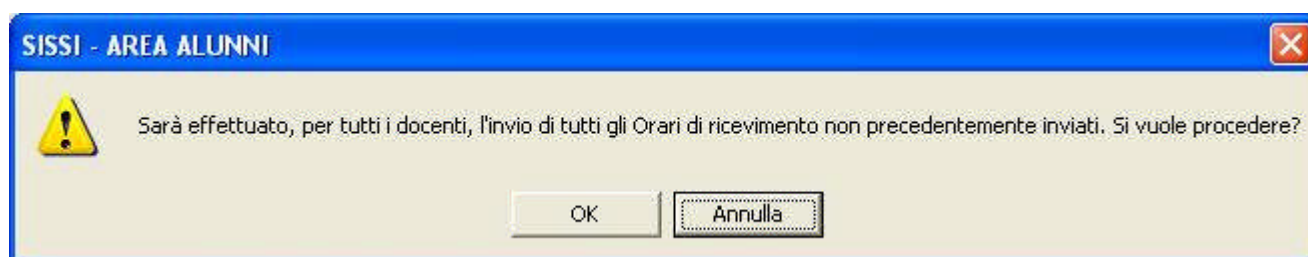 SISSI - AREA ALUNNI
Sarà effettuato, per tutti i docenti, l'invio di tutti gli Orari di ricevimento non precedentemente inviati. Si vuole procedere?
OK
Annulla